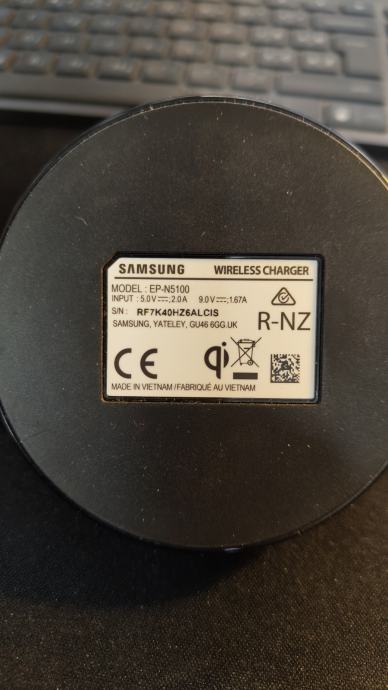 SAMSUNG WIRELESS CHARGER
MODEL : EP-N5100
INPUT : 5.0V⎓;2.0A 9.0V⎓;1.67A
S/N : RF7K40HZ6ALCIS
SAMSUNG, YATELEY, GU46 6GG.UK
R-NZ
CE qi
MADE IN VIETNAM / FABRIQUÉ AU VIETNAM